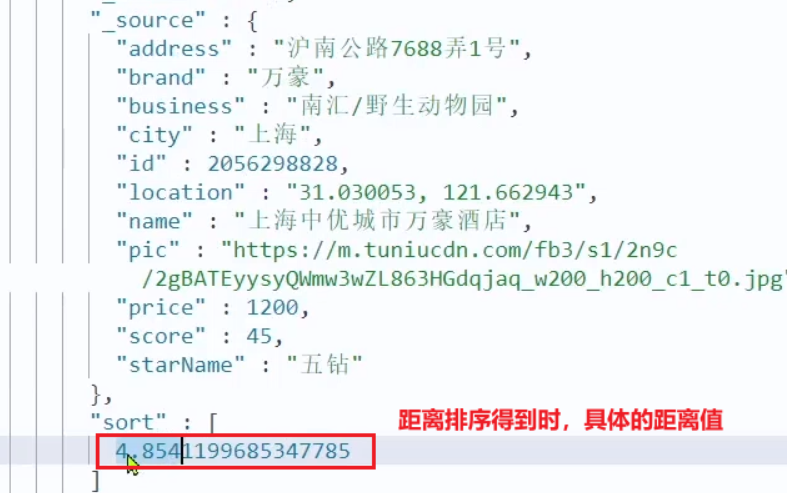 "_source" : {
"address" : "沪南公路7688弄1号",
"brand" : "万豪",
"business" : "南汇/野生动物园",
"city" : "上海",
"id" : 2056298828,
"location" : "31.030053, 121.662943",
"name" : "上海中优城市万豪酒店",
"pic" : "https://m.tuniucdn.com/fb3/s1/2n9c
/2gBATEyysyQWmw3wZL863HGdqjaq_w200_h200_c1_t0.jpg"
"price" : 1200,
"score" : 45,
"starName" : "五钻"
},
"sort" : [
距离排序得到时，具体的距离值
4.8541199685347785
]